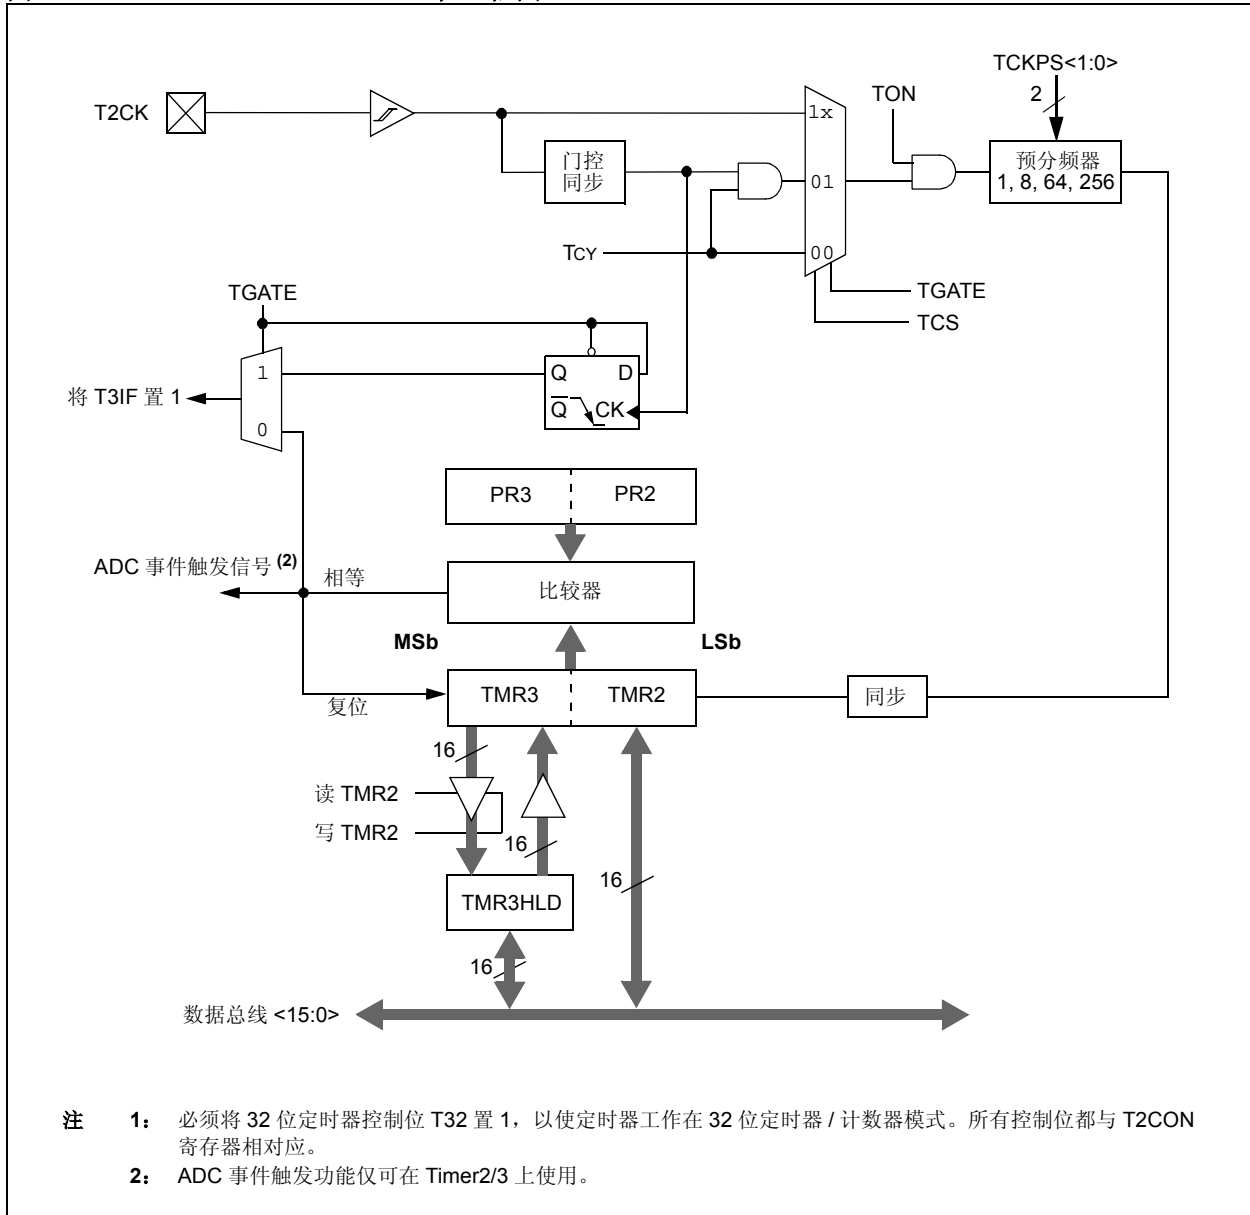 TCKPS<1:0>
2
TON
T2CK
1x
门控
同步
预分频器
1, 8, 64, 256
01
TCY
00
TGATE
TCS
TGATE
1
Q D
将 T3IF 置 1
Q CK
0
PR3 PR2
ADC 事件触发信号 (2)
相等
比较器
MSb LSb
TMR3 TMR2
同步
复位
16
读 TMR2
写 TMR2
16
16
TMR3HLD
16
数据总线 <15:0>
注 1： 必须将 32 位定时器控制位 T32 置 1，以使定时器工作在 32 位定时器 / 计数器模式。所有控制位都与 T2CON
寄存器相对应。
2： ADC 事件触发功能仅可在 Timer2/3 上使用。